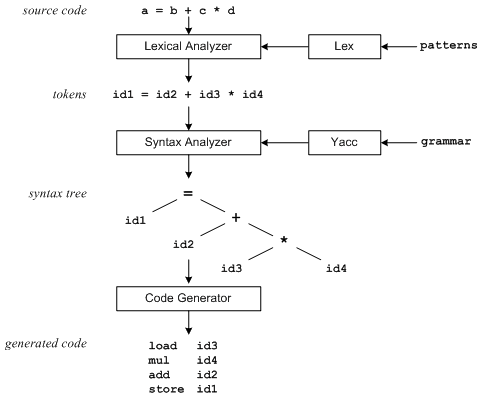 source code a = b + c * d
Lexical Analyzer Lex patterns
tokens id1 = id2 + id3 * id4
Syntax Analyzer Yacc grammar
syntax tree =
id1 +
id2 *
id3 id4
Code Generator
generated code
load id3
mul id4
add id2
store id1